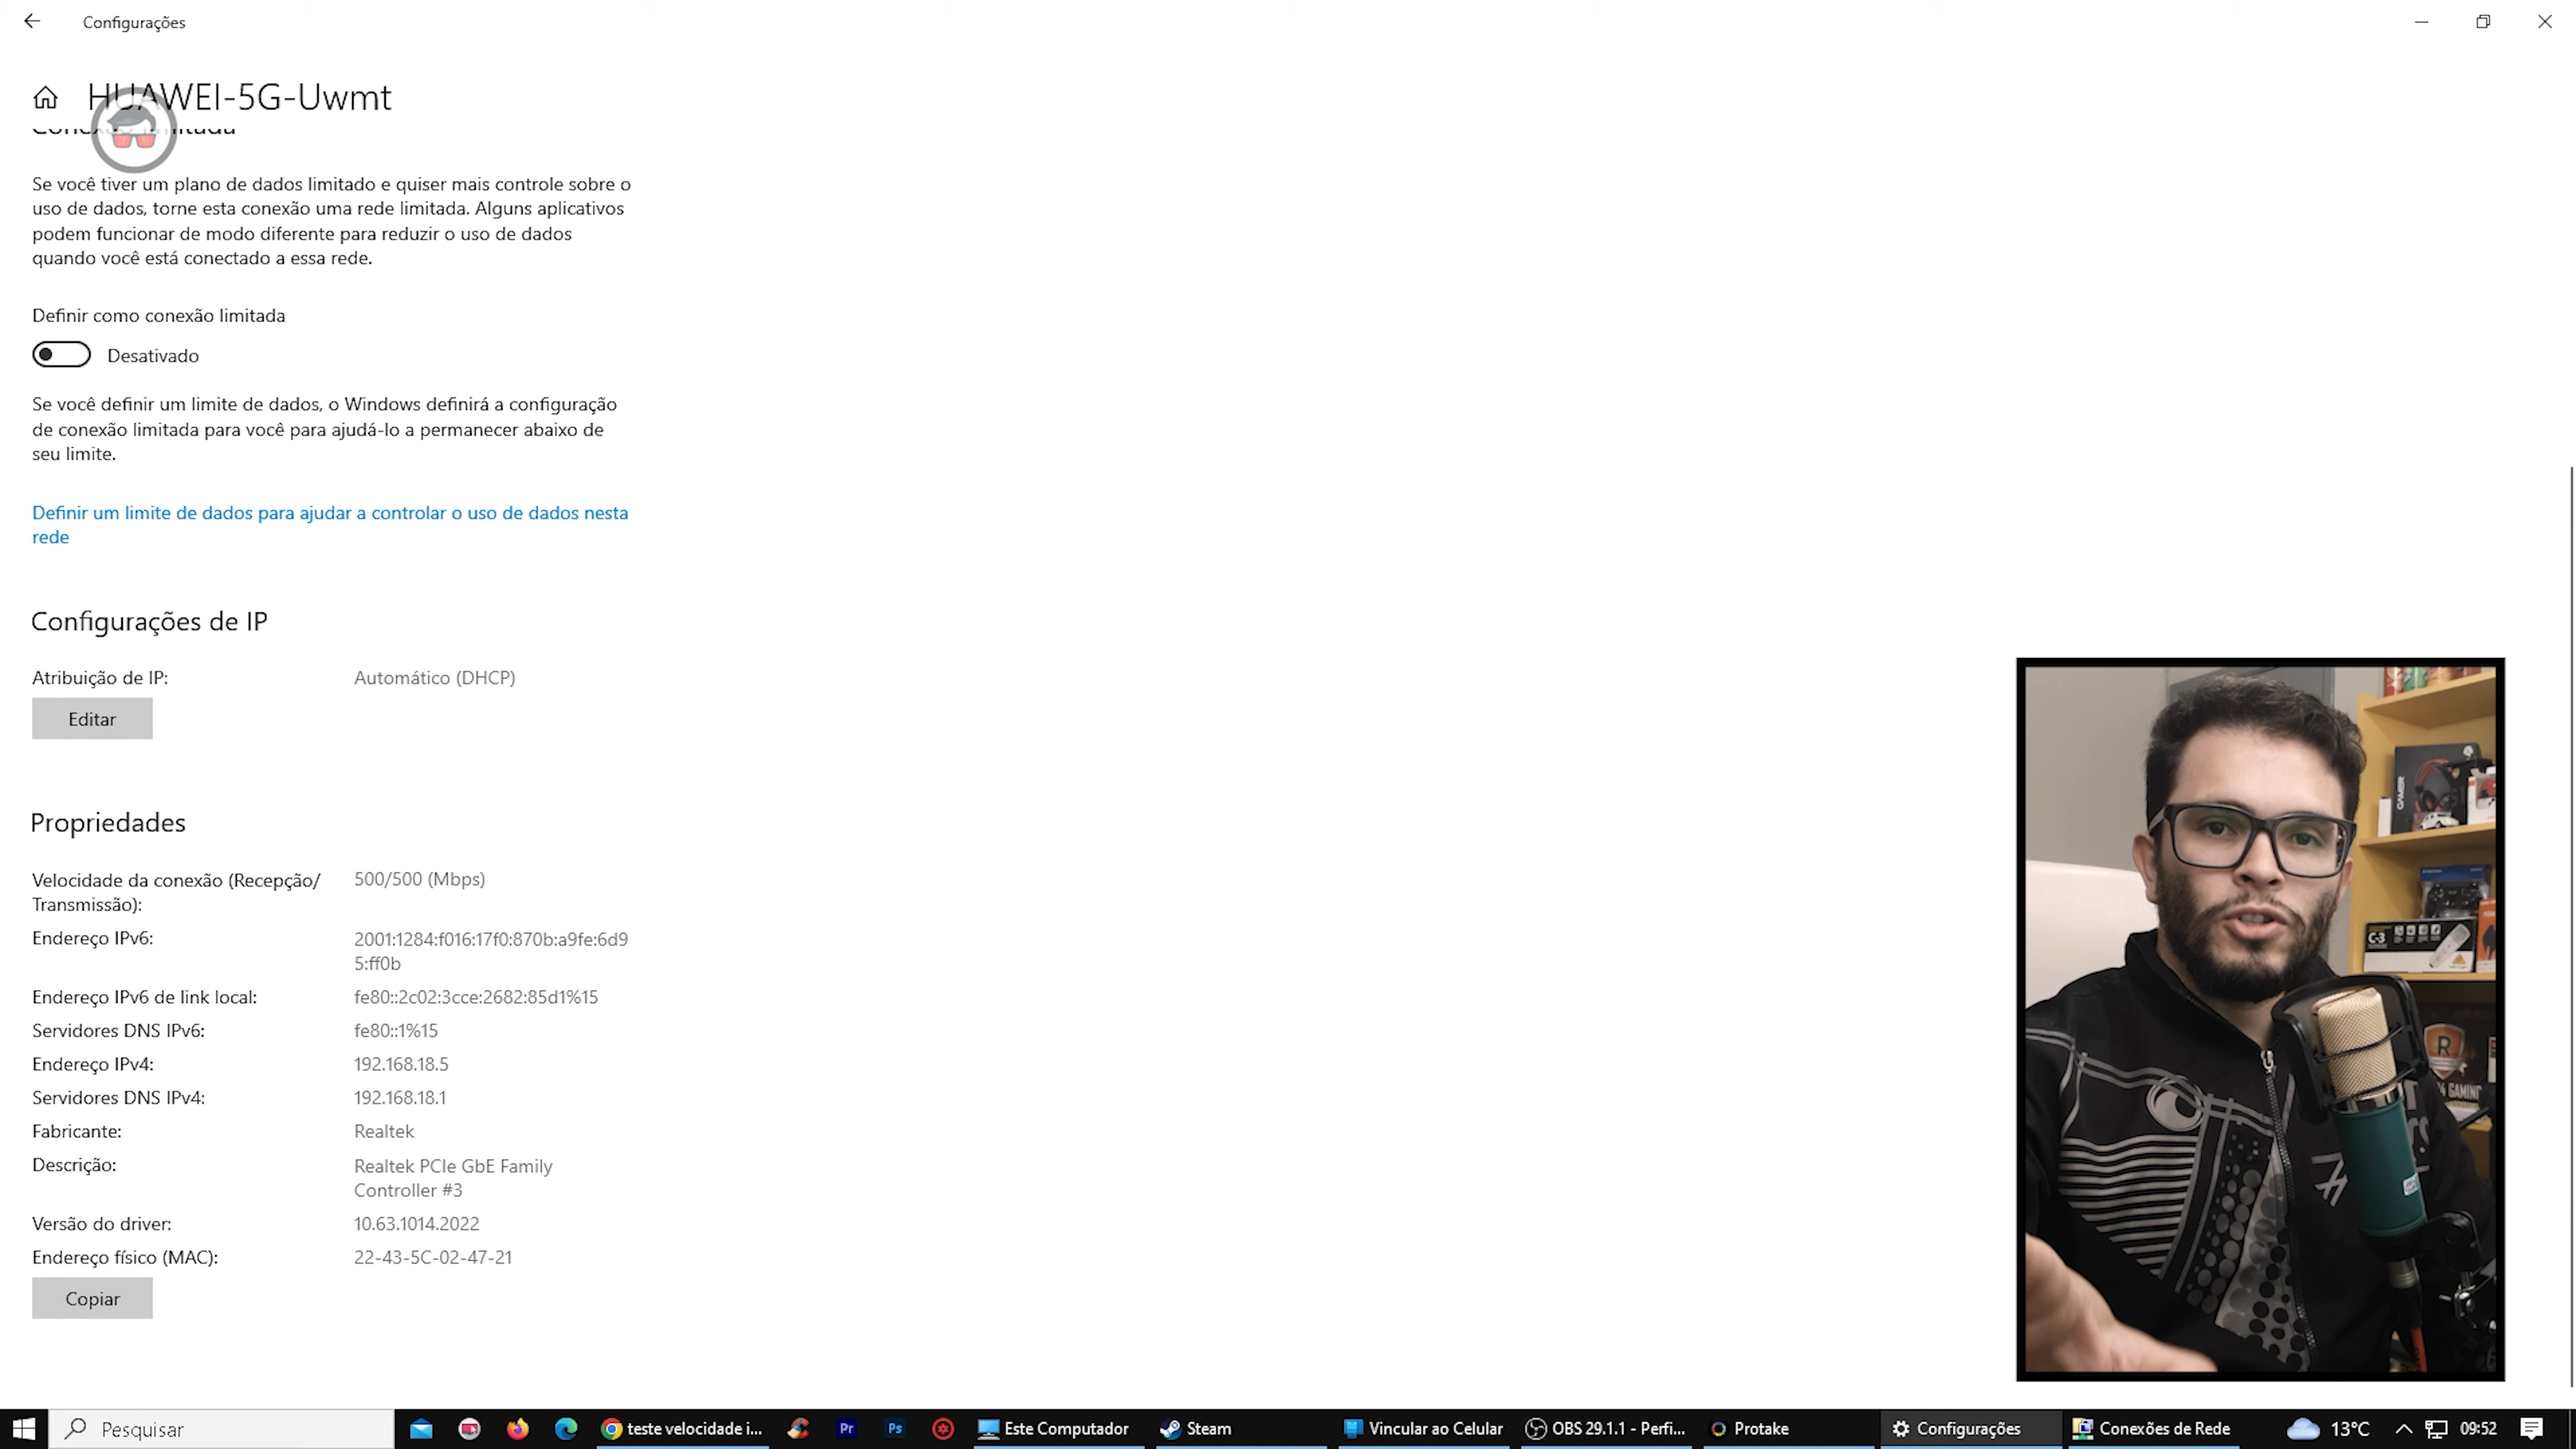 Configurações
HUAWEI-5G-Uwmt
Se você tiver um plano de dados limitado e quiser mais controle sobre o
uso de dados, torne esta conexão uma rede limitada. Alguns aplicativos
podem funcionar de modo diferente para reduzir o uso de dados
quando você está conectado a essa rede.
Definir como conexão limitada
Desativado
Se você definir um limite de dados, o Windows definirá a configuração
de conexão limitada para você para ajudá-lo a permanecer abaixo de
seu limite.
Definir um limite de dados para ajudar a controlar o uso de dados nesta
rede
Configurações de IP
Atribuição de IP: Automático (DHCP)
Editar
Propriedades
Velocidade da conexão (Recepção/ 500/500 (Mbps)
Transmissão):
Endereço IPv6: 2001:1284:f016:17f0:870b:a9fe:6d9
5:ff0b
Endereço IPv6 de link local: fe80::2c02:3cce:2682:85d1%15
Servidores DNS IPv6: fe80::1%15
Endereço IPv4: 192.168.18.5
Servidores DNS IPv4: 192.168.18.1
Fabricante: Realtek
Descrição: Realtek PCIe GbE Family
Controller #3
Versão do driver: 10.63.1014.2022
Endereço físico (MAC): 22-43-5C-02-47-21
Copiar
GAMER
C-3
GAMING
Pesquisar
Pr
Ps
teste velocidade i...
Este Computador
Steam
Vincular ao Celular
OBS 29.1.1 - Perfi...
Protake
Configurações
Conexões de Rede
13°C
09:52